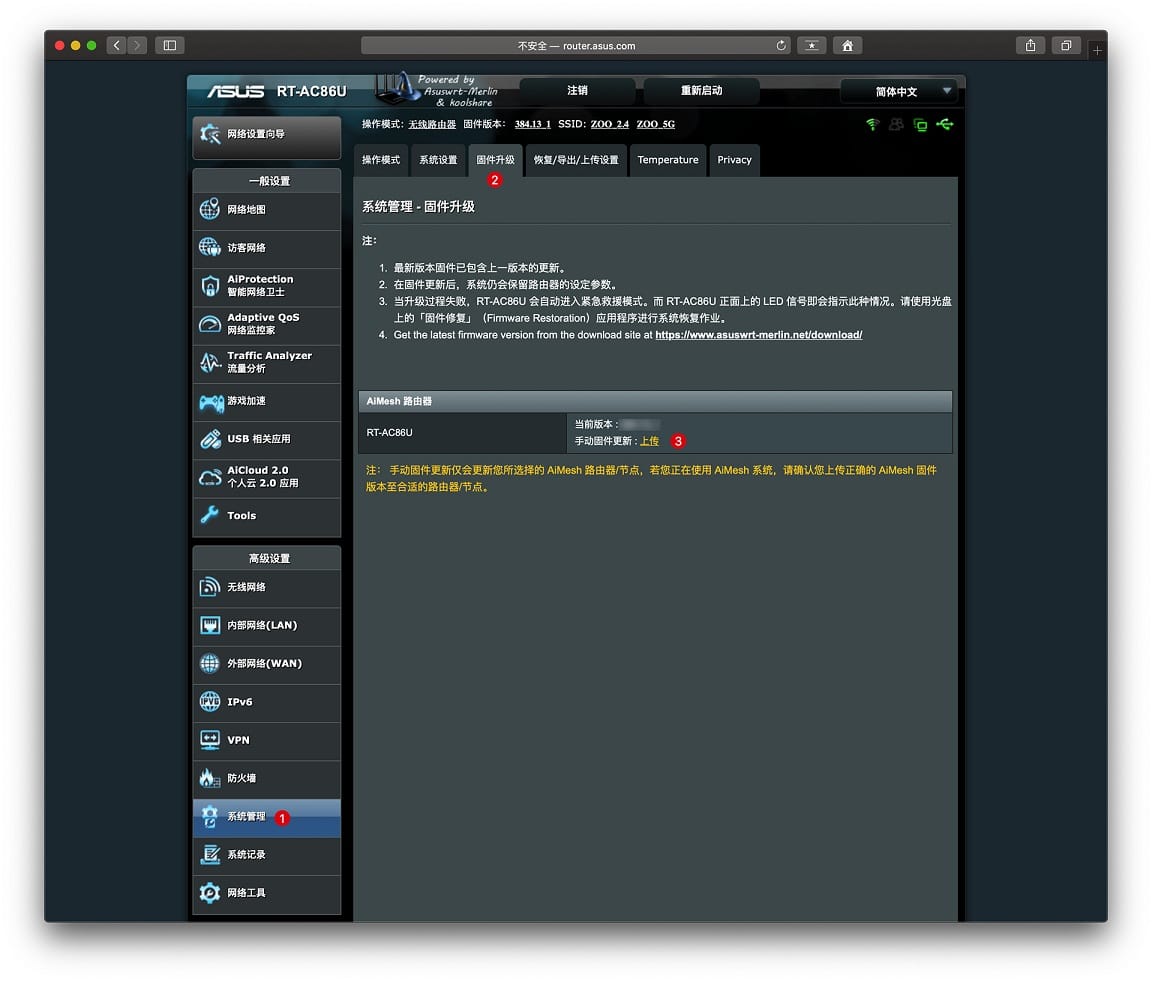 不安全 — router.asus.com
ASUS RT-AC86U
Powered by
Asuswrt-Merlin
& koolshare
注销
重新启动
简体中文
操作模式: 无线路由器 固件版本: 384.13_1 SSID: ZOO_2.4 ZOO_5G
网络设置向导
操作模式
系统设置
固件升级
恢复/导出/上传设置
Temperature
Privacy
2
一般设置
网络地图
访客网络
AiProtection
智能网络卫士
Adaptive QoS
网络监控家
Traffic Analyzer
流量分析
游戏加速
USB 相关应用
AiCloud 2.0
个人云 2.0 应用
Tools
高级设置
无线网络
内部网络(LAN)
外部网络(WAN)
IPv6
VPN
防火墙
系统管理 1
系统记录
网络工具
系统管理 - 固件升级
注:
1. 最新版本固件已包含上一版本的更新。
2. 在固件更新后，系统仍会保留路由器的设定参数。
3. 当升级过程失败，RT-AC86U 会自动进入紧急救援模式。而 RT-AC86U 正面上的 LED 信号即会指示此种情况。请使用光盘
上的「固件修复」（Firmware Restoration）应用程序进行系统恢复作业。
4. Get the latest firmware version from the download site at https://www.asuswrt-merlin.net/download/
AiMesh 路由器
RT-AC86U
当前版本 :
手动固件更新 : 上传 3
注： 手动固件更新仅会更新您所选择的 AiMesh 路由器/节点，若您正在使用 AiMesh 系统，请确认您上传正确的 AiMesh 固件
版本至合适的路由器/节点。